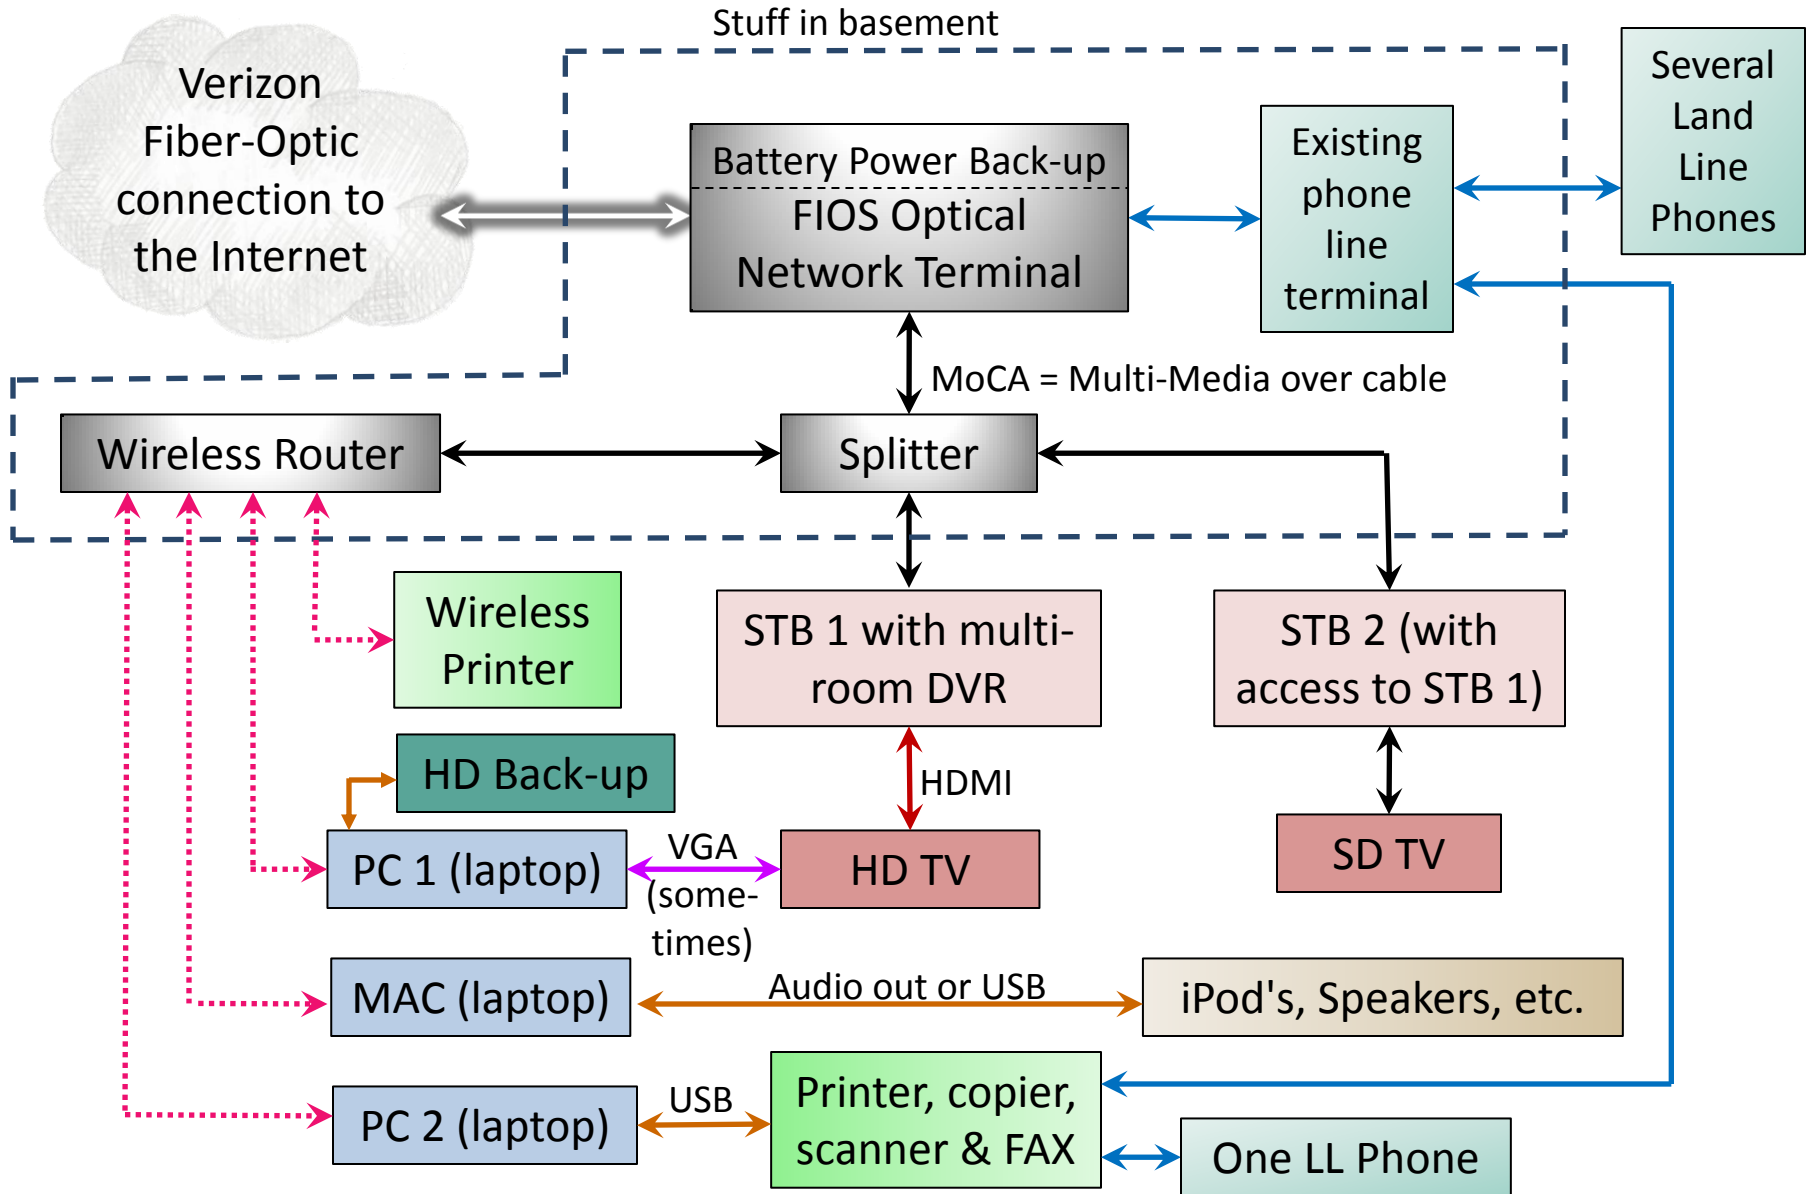 Stuff in basement
Verizon
Fiber-Optic
connection to
the Internet
Battery Power Back-up
FIOS Optical
Network Terminal
Existing
phone
line
terminal
Several
Land
Line
Phones
MoCA = Multi-Media over cable
Wireless Router
Splitter
Wireless
Printer
STB 1 with multi-
room DVR
STB 2 (with
access to STB 1)
HD Back-up
HDMI
PC 1 (laptop)
VGA
(some-
times)
HD TV
SD TV
MAC (laptop)
Audio out or USB
iPod's, Speakers, etc.
PC 2 (laptop)
USB
Printer, copier,
scanner & FAX
One LL Phone